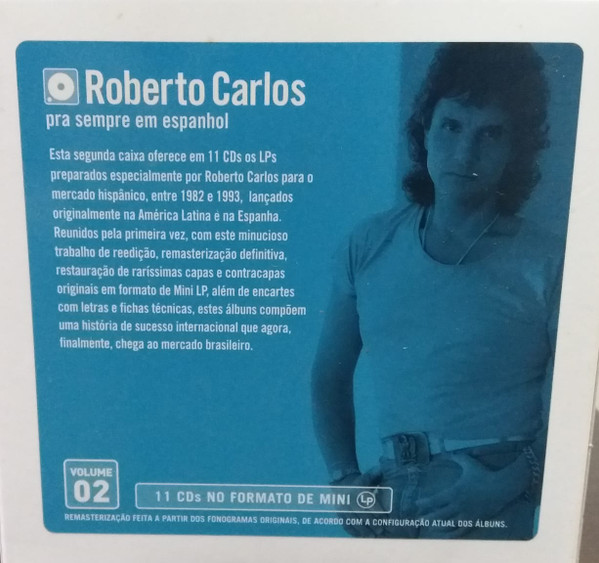 Roberto Carlos
pra sempre em espanhol
Esta segunda caixa oferece em 11 CDs os LPs
preparados especialmente por Roberto Carlos para o
mercado hispânico, entre 1982 e 1993, lançados
originalmente na América Latina e na Espanha.
Reunidos pela primeira vez, com este minucioso
trabalho de reedição, remasterização definitiva,
restauração de raríssimas capas e contracapas
originais em formato de Mini LP, além de encartes
com letras e fichas técnicas, estes álbuns compõem
uma história de sucesso internacional que agora,
finalmente, chega ao mercado brasileiro.
VOLUME
02
11 CDs NO FORMATO DE MINI Lp
REMASTERIZAÇÃO FEITA A PARTIR DOS FONOGRAMAS ORIGINAIS, DE ACORDO COM A CONFIGURAÇÃO ATUAL DOS ÁLBUNS.